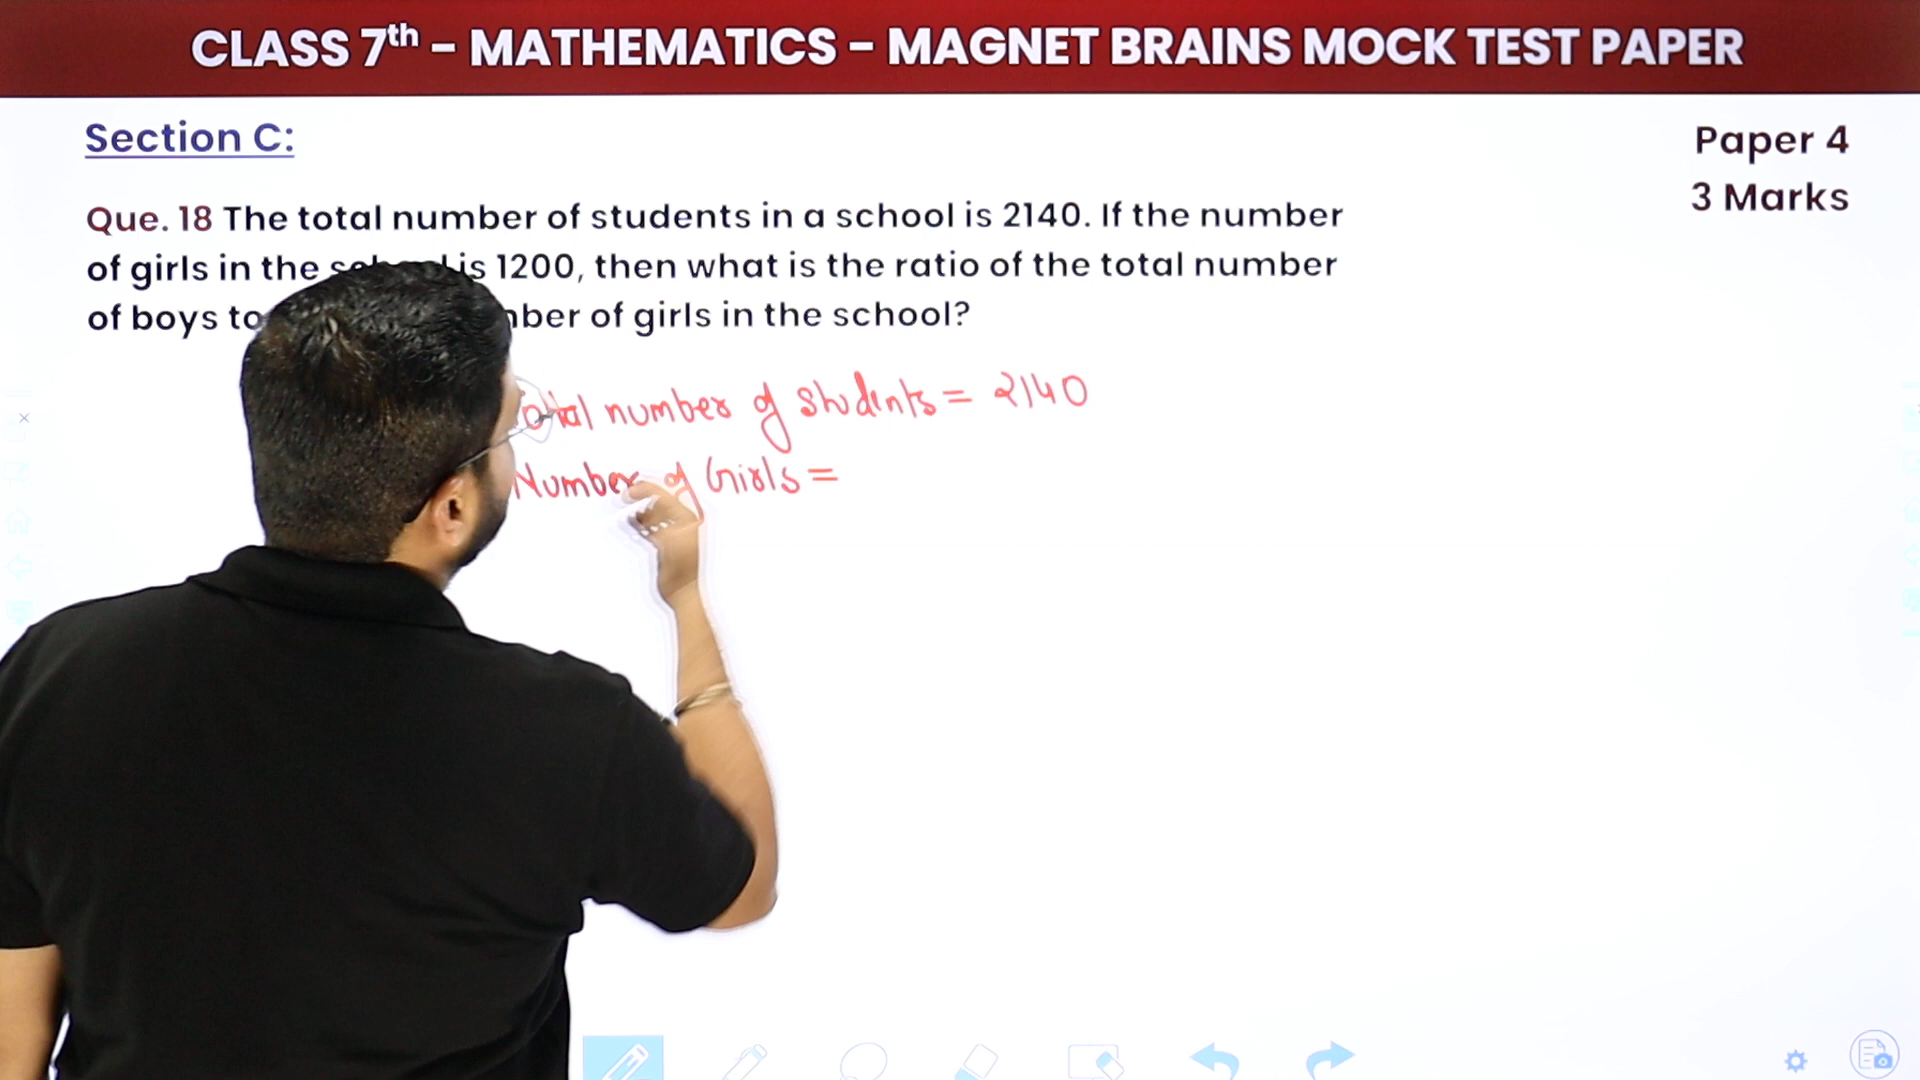 CLASS 7th – MATHEMATICS – MAGNET BRAINS MOCK TEST PAPER
Section C:
Paper 4
3 Marks
Que. 18 The total number of students in a school is 2140. If the number
of girls in the is 1200, then what is the ratio of the total number
of boys to of girls in the school?
number of students = 2140
Number of Girls =